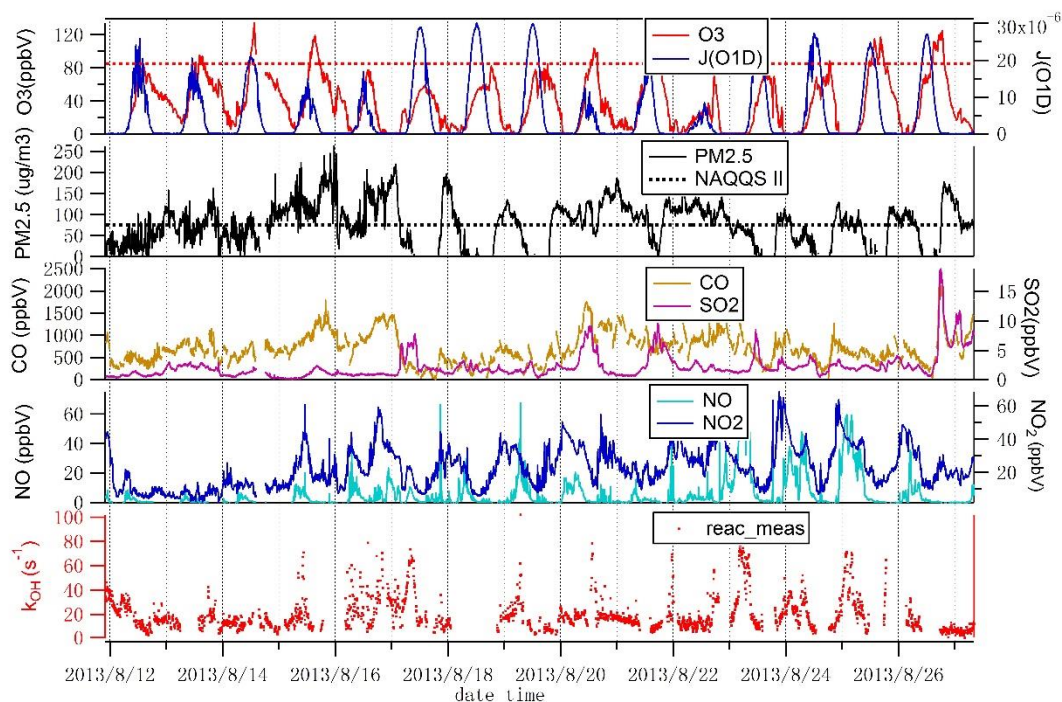 O3(ppbv)
120
80
40
0
O3
J(O1D)
30x10-6
20
10
0
J(O1D)
PM2.5 (ug/m3)
250
200
150
100
50
0
PM2.5
NAQQS II
CO (ppbV)
2500
2000
1500
1000
500
0
CO
SO2
15
10
5
0
SO2(ppbV)
NO (ppbV)
60
40
20
0
NO
NO2
60
40
20
NO2 (ppbV)
kOH (s-1)
100
80
60
40
20
0
reac_meas
2013/8/12 2013/8/14 2013/8/16 2013/8/18 2013/8/20 2013/8/22 2013/8/24 2013/8/26
date time